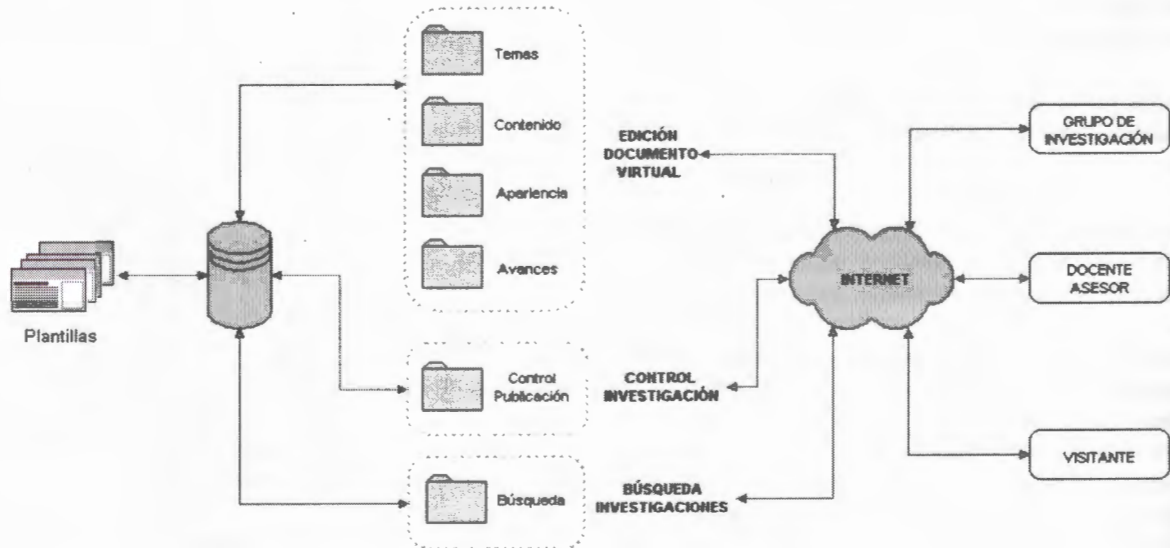 Temas
Contenido
Apariencia
Avances
Plantillas
Control
Publicación
Búsqueda
EDICIÓN
DOCUMENTO
VIRTUAL
CONTROL
INVESTIGACIÓN
BÚSQUEDA
INVESTIGACIONES
INTERNET
GRUPO DE
INVESTIGACIÓN
DOCENTE
ASESOR
VISITANTE